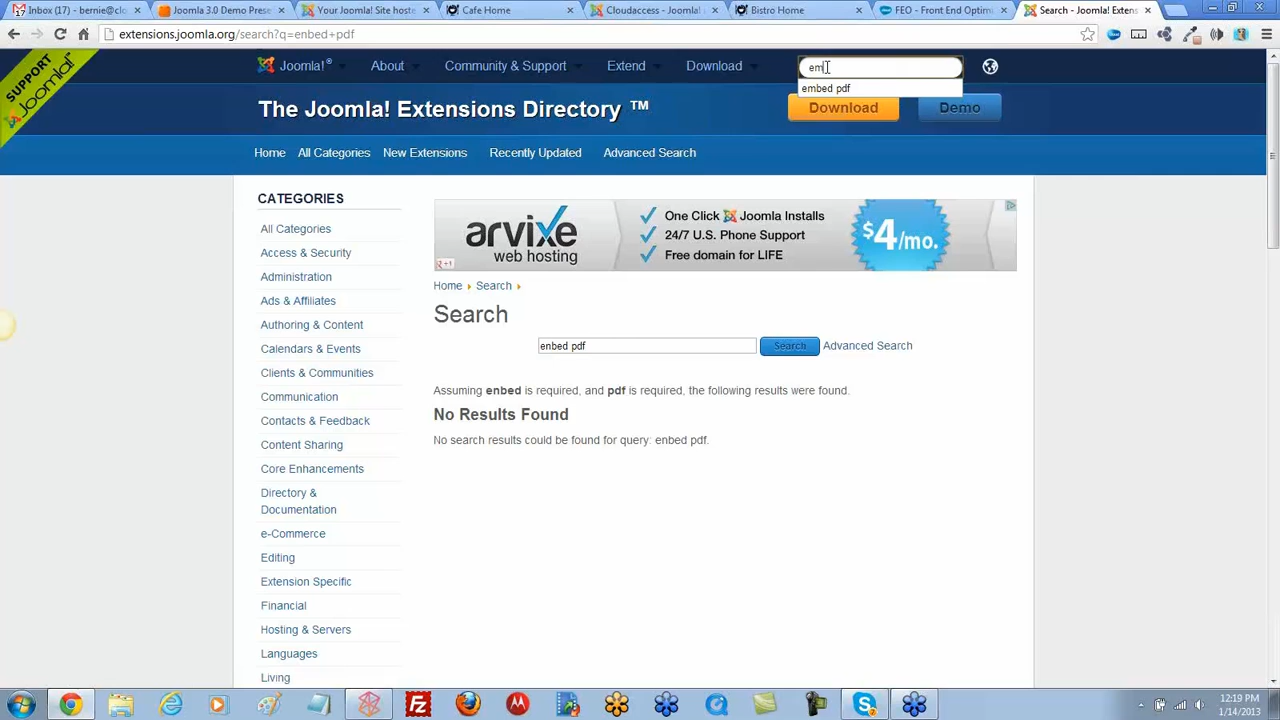 Inbox (17) - bernie@clo
Joomla 3.0 Demo Prese
Your Joomla! Site hoste
Cafe Home
Cloudaccess - Joomla!
Bistro Home
FEO - Front End Optim
Search - Joomla! Extens
extensions.joomla.org/search?q=enbed+pdf
SUPPORT
Joomla!
Joomla!®
About
Community & Support
Extend
Download
em
embed pdf
The Joomla! Extensions Directory ™
Download
Demo
Home
All Categories
New Extensions
Recently Updated
Advanced Search
CATEGORIES
All Categories
Access & Security
Administration
Ads & Affiliates
Authoring & Content
Calendars & Events
Clients & Communities
Communication
Contacts & Feedback
Content Sharing
Core Enhancements
Directory &
Documentation
e-Commerce
Editing
Extension Specific
Financial
Hosting & Servers
Languages
Living
arvixe
web hosting
One Click Joomla Installs
24/7 U.S. Phone Support
Free domain for LIFE
$4/mo.
+1
Home
Search
Search
enbed pdf
Search
Advanced Search
Assuming enbed is required, and pdf is required, the following results were found.
No Results Found
No search results could be found for query: enbed pdf.
12:19 PM
1/14/2013